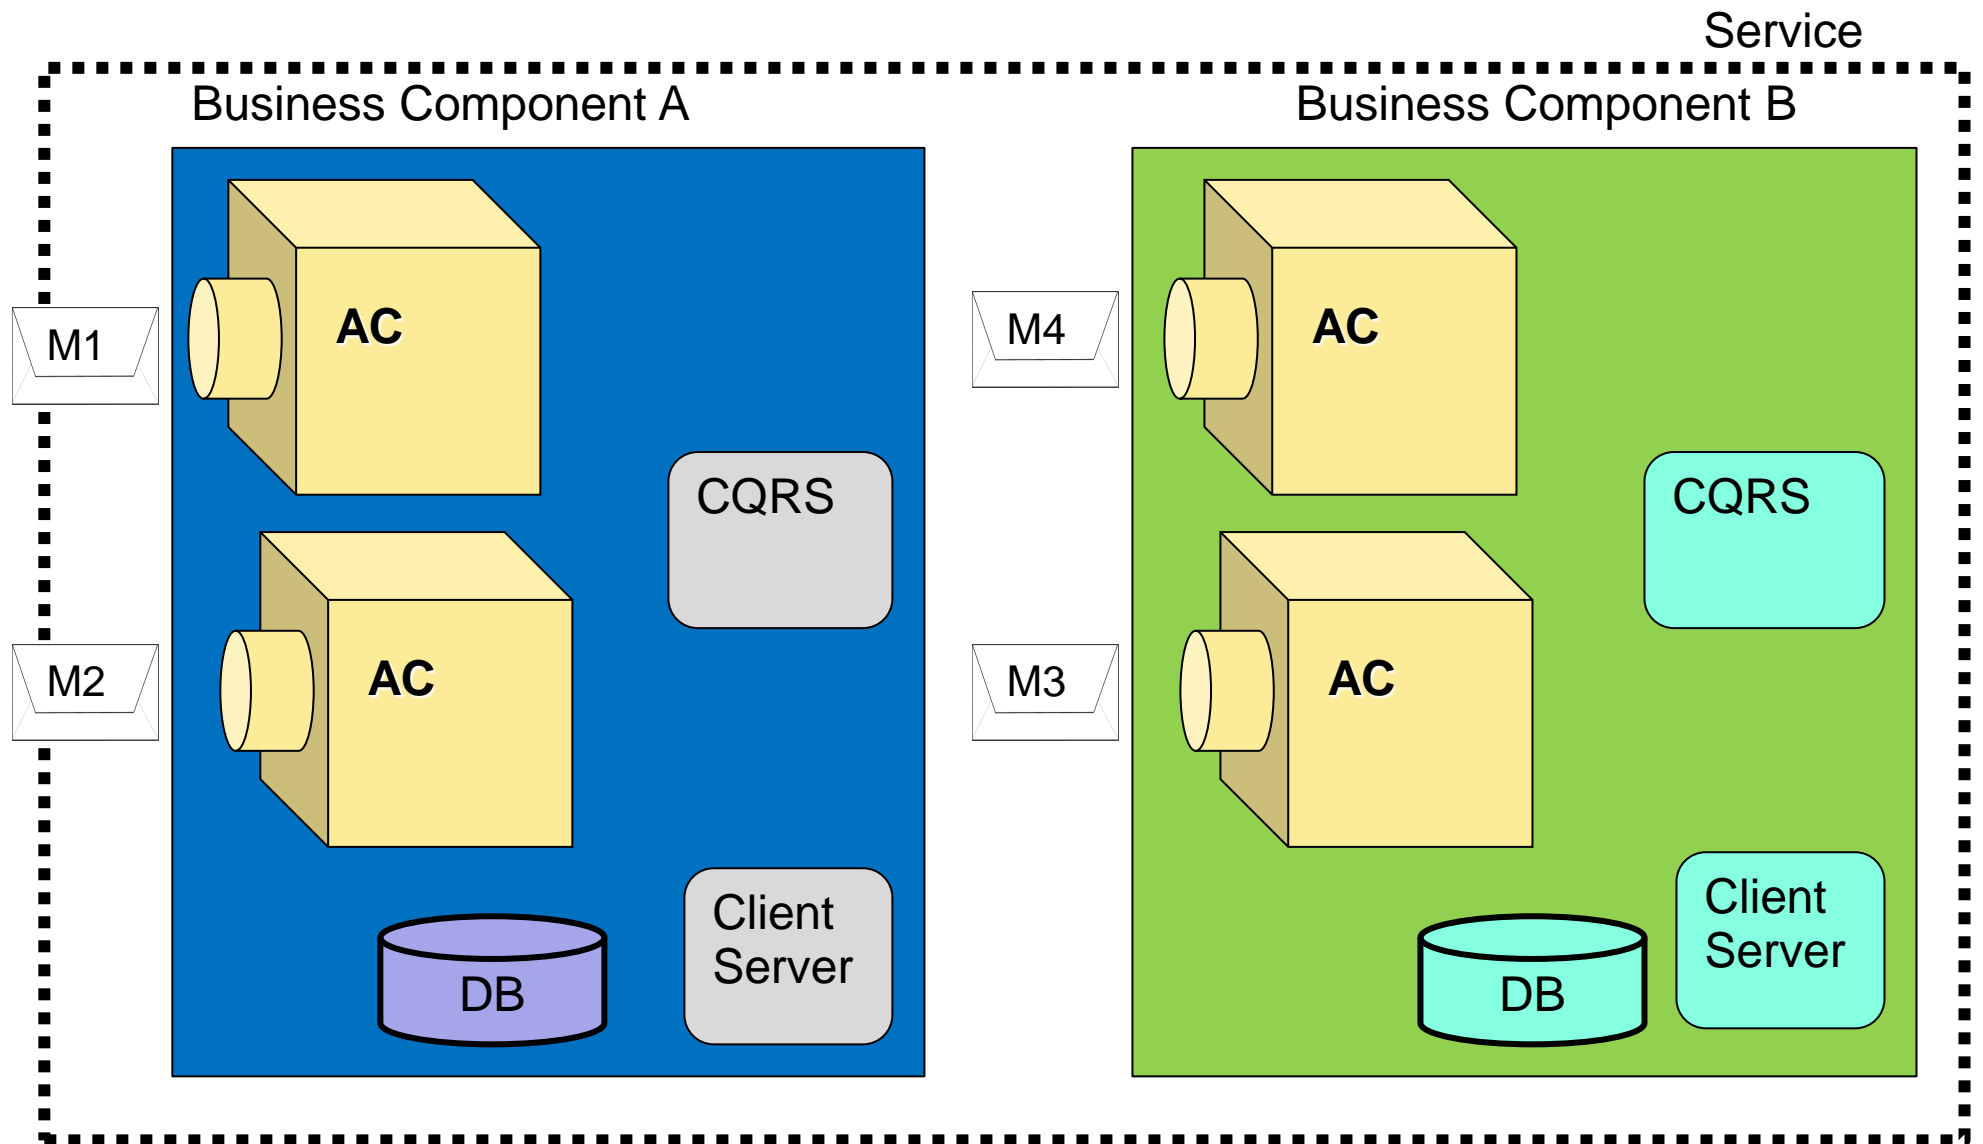 Service
Business Component A
Business Component B
AC
M1
CQRS
AC
M2
Client
Server
DB
AC
M4
CQRS
AC
M3
Client
Server
DB